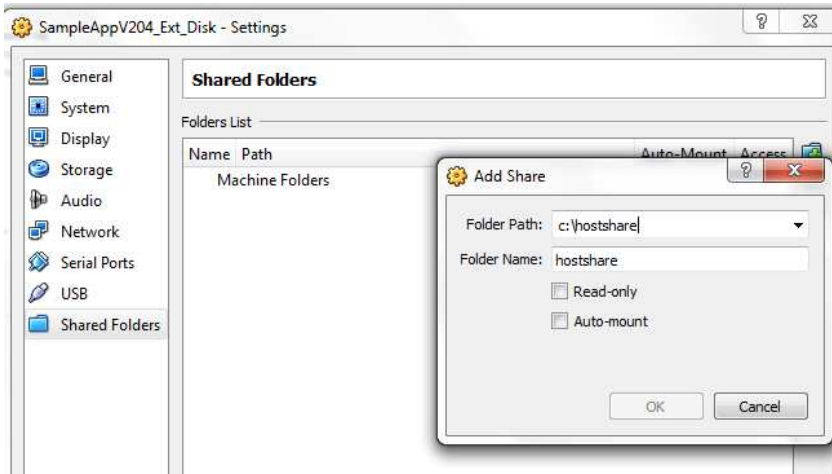 SampleAppV204_Ext_Disk - Settings
General
System
Display
Storage
Audio
Network
Serial Ports
USB
Shared Folders
Shared Folders
Folders List
Name Path Auto-Mount Access
Machine Folders
Add Share
Folder Path: c:\hostshare
Folder Name: hostshare
Read-only
Auto-mount
OK Cancel